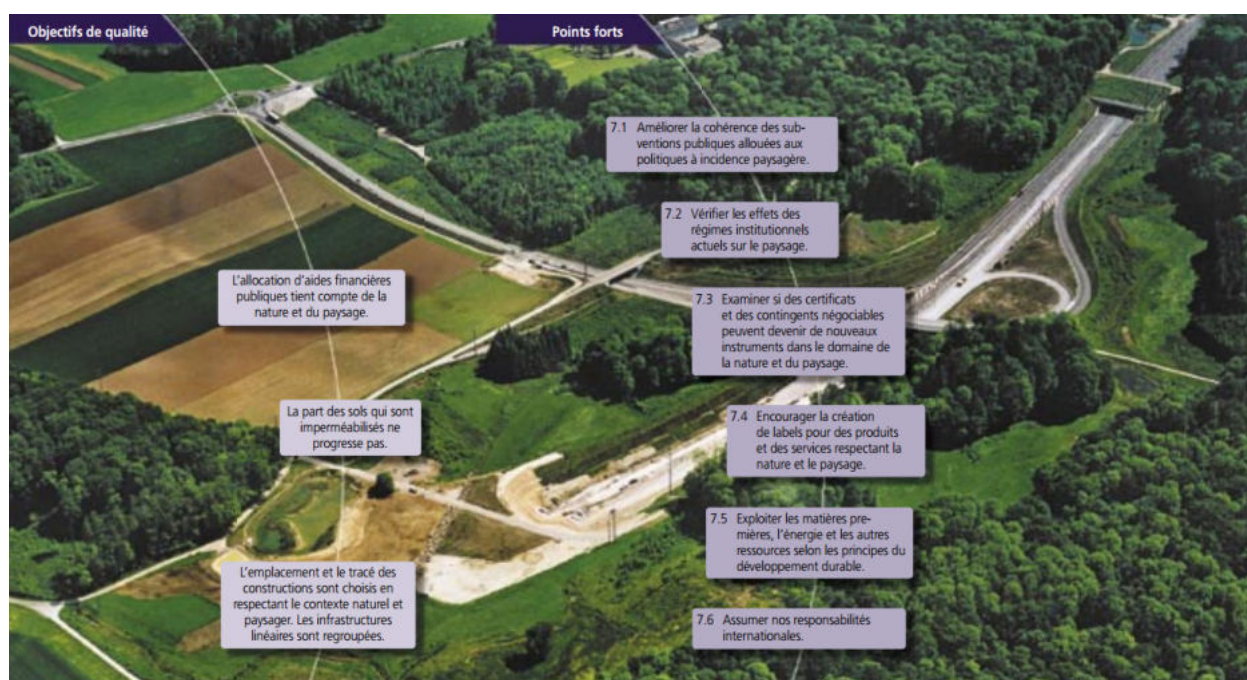 Objectifs de qualité
L'allocation d'aides financières
publiques tient compte de la
nature et du paysage.
La part des sols qui sont
imperméabilisés ne
progresse pas.
L'emplacement et le tracé des
constructions sont choisis en
respectant le contexte naturel et
paysager. Les infrastructures
linéaires sont regroupées.
Points forts
7.1 Améliorer la cohérence des sub-
ventions publiques allouées aux
politiques à incidence paysagère.
7.2 Vérifier les effets des
régimes institutionnels
actuels sur le paysage.
7.3 Examiner si des certificats
et des contingents négociables
peuvent devenir de nouveaux
instruments dans le domaine de
la nature et du paysage.
7.4 Encourager la création
de labels pour des produits
et des services respectant la
nature et le paysage.
7.5 Exploiter les matières pre-
mières, l'énergie et les autres
ressources selon les principes du
développement durable.
7.6 Assumer nos responsabilités
internationales.